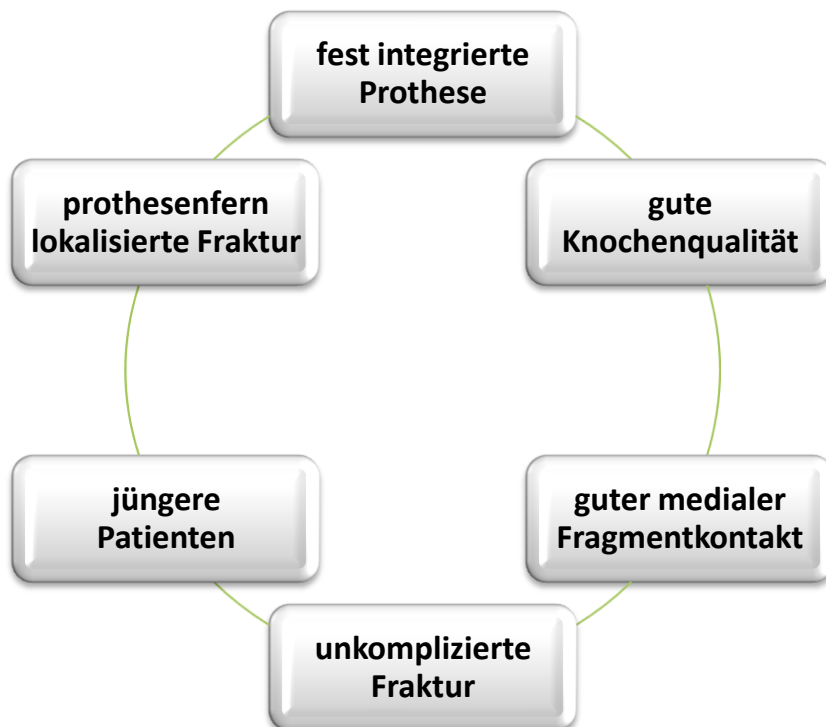 fest integrierte
Prothese
prothesenfern
lokalisierte Fraktur
gute
Knochenqualität
jüngere
Patienten
guter medialer
Fragmentkontakt
unkomplizierte
Fraktur